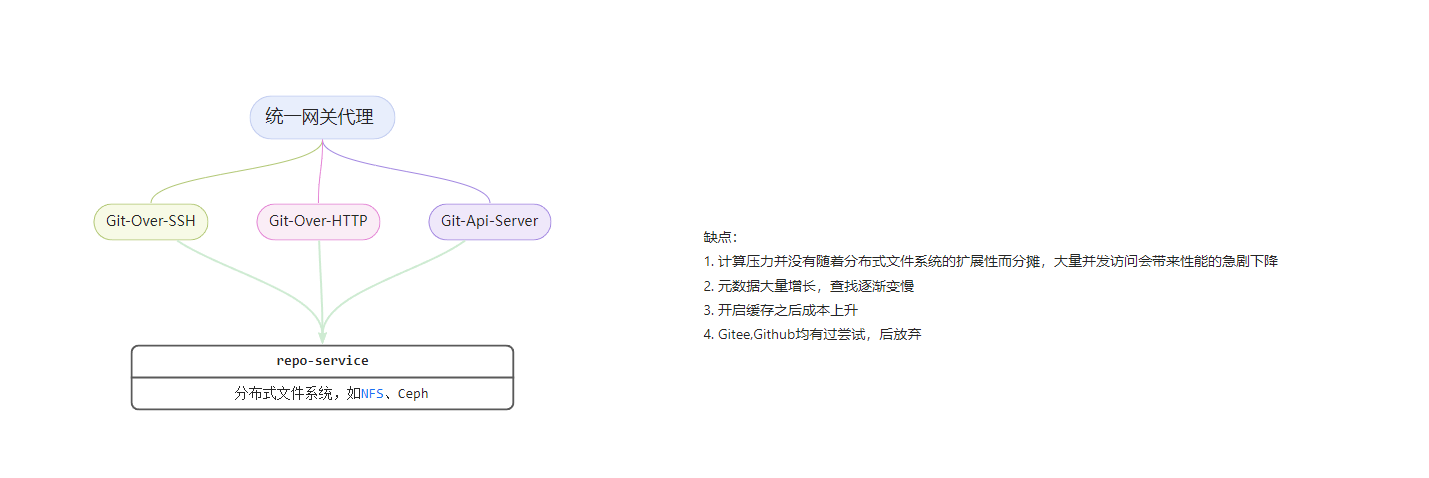 统一网关代理
Git-Over-SSH
Git-Over-HTTP
Git-Api-Server
repo-service
分布式文件系统，如NFS、Ceph
缺点：
1. 计算压力并没有随着分布式文件系统的扩展性而分摊，大量并发访问会带来性能的急剧下降
2. 元数据大量增长，查找逐渐变慢
3. 开启缓存之后成本上升
4. Gitee,Github均有过尝试，后放弃